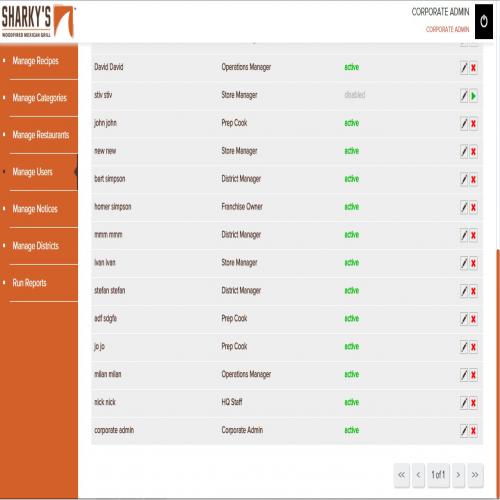 SHARKY'S
WOODFIRED MEXICAN GRILL
CORPORATE ADMIN
CORPORATE ADMIN
Manage Recipes
Manage Categories
Manage Restaurants
Manage Users
Manage Notices
Manage Districts
Run Reports
David David Operations Manager active
stiv stiv Store Manager disabled
john john Prep Cook active
new new Store Manager active
bart simpson District Manager active
homer simpson Franchise Owner active
mmm mmm District Manager active
Ivan Ivan Store Manager active
stefan stefan District Manager active
adf sdgfa Prep Cook active
jo jo Prep Cook active
milan milan Operations Manager active
nick nick HQ Staff active
corporate admin Corporate Admin active
<< < 1 of 1 > >>